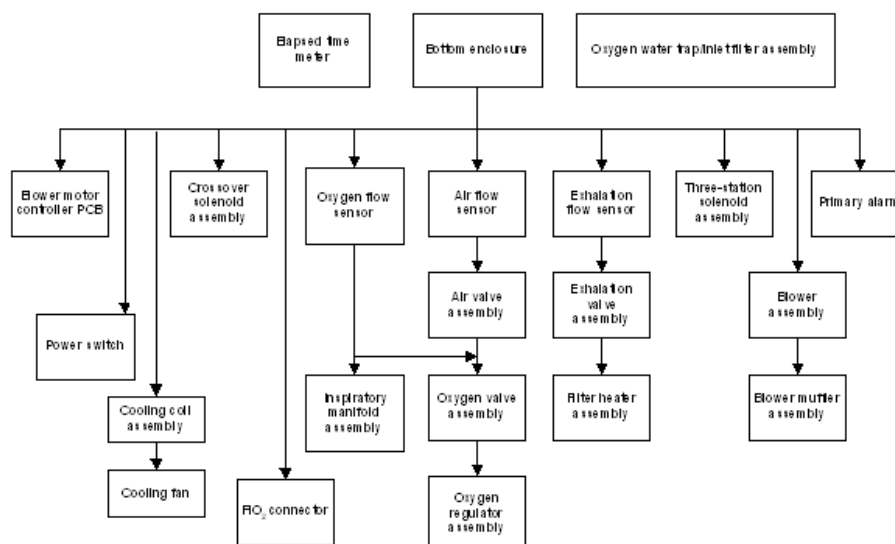 Elapsed time
meter
Bottom enclosure
Oxygen water trap/inlet filter assembly
Blower motor
controller PCB
Crossover
solenoid
assembly
Oxygen flow
sensor
Air flow
sensor
Exhalation
flow sensor
Three-station
solenoid
assembly
Primary alarm
Power switch
Air valve
assembly
Exhalation
valve
assembly
Blower
assembly
Cooling coil
assembly
Inspiratory
manifold
assembly
Oxygen valve
assembly
Filter heater
assembly
Blower muffler
assembly
Cooling fan
FiO₂ connector
Oxygen
regulator
assembly